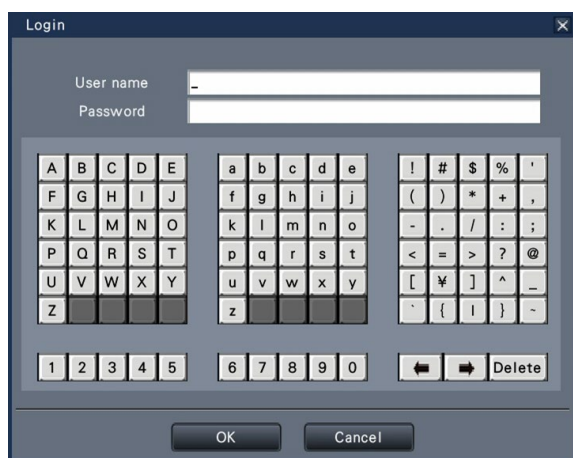 Login
User name _
Password
A B C D E a b c d e ! # $ % '
F G H I J f g h i j ( ) * + ,
K L M N O k l m n o - . / : ;
P Q R S T p q r s t < = > ? @
U V W X Y u v w x y [ ¥ ] ^ _
Z z ` { | } ~
1 2 3 4 5 6 7 8 9 0 Delete
OK Cancel